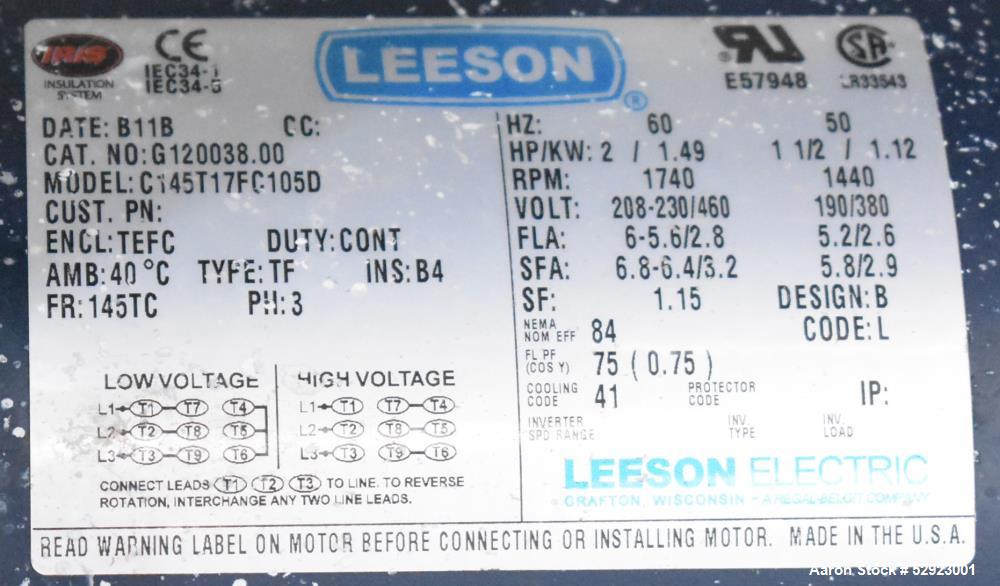 IRIS
INSULATION
SYSTEM
CE
IEC34-1
IEC34-5
LEESON
®
E57948
LR33543
DATE: B11B CC:
CAT. NO:G120038.00
MODEL: C145T17FC105D
CUST. PN:
ENCL:TEFC DUTY:CONT
AMB:40°C TYPE:TF INS:B4
FR:145TC PH:3
HZ: 60 50
HP/KW: 2 / 1.49 1 1/2 / 1.12
RPM: 1740 1440
VOLT: 208-230/460 190/380
FLA: 6-5.6/2.8 5.2/2.6
SFA: 6.8-6.4/3.2 5.8/2.9
SF: 1.15 DESIGN: B
NEMA
NOM EFF 84 CODE: L
FL PF
(COS Y) 75 ( 0.75 )
COOLING
CODE 41 PROTECTOR
CODE IP:
INVERTER
SPD RANGE INV.
TYPE INV.
LOAD
LOW VOLTAGE
L1 T1 T7 T4
L2 T2 T8 T5
L3 T3 T9 T6
HIGH VOLTAGE
L1 T1 T7 T4
L2 T2 T8 T5
L3 T3 T9 T6
CONNECT LEADS T1 T2 T3 TO LINE. TO REVERSE
ROTATION, INTERCHANGE ANY TWO LINE LEADS.
LEESON ELECTRIC
GRAFTON, WISCONSIN - A REGAL-BELOIT COMPANY
READ WARNING LABEL ON MOTOR BEFORE CONNECTING OR INSTALLING MOTOR. MADE IN THE U.S.A.
Aaron Stock # 52923001